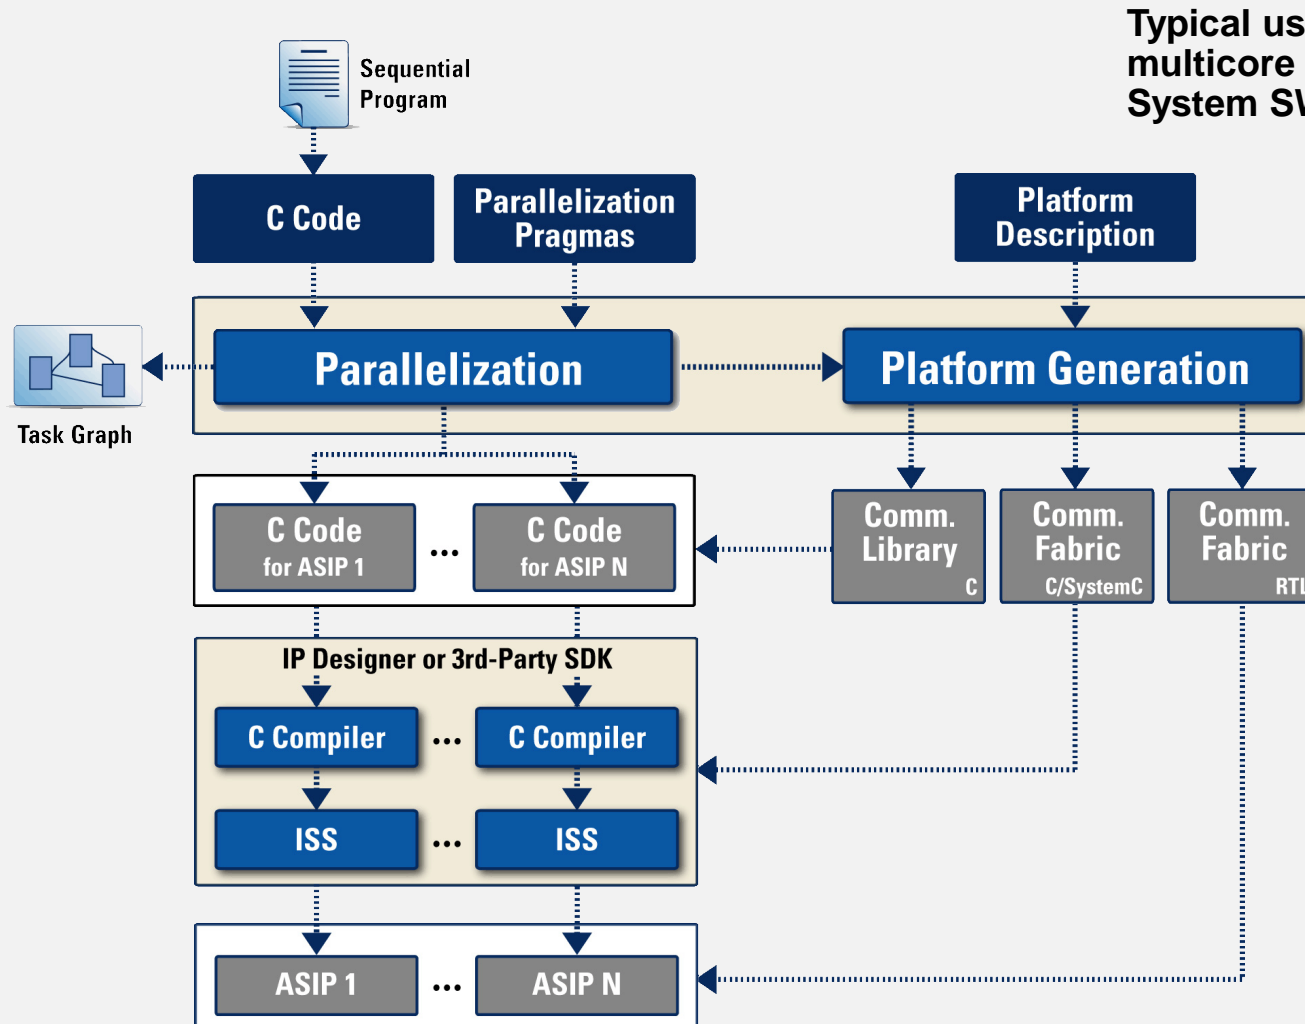 Typical us
multicore
System SW
Sequential
Program
C Code
Parallelization
Pragmas
Platform
Description
Parallelization
Platform Generation
Task Graph
C Code
for ASIP 1
...
C Code
for ASIP N
Comm.
Library
C
Comm.
Fabric
C/SystemC
Comm.
Fabric
RTL
IP Designer or 3rd-Party SDK
C Compiler
...
C Compiler
ISS
...
ISS
ASIP 1
...
ASIP N